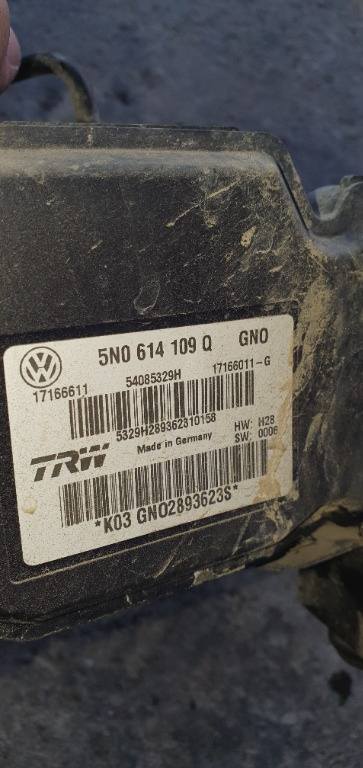 5N0 614 109 Q GNO
17166611 54085329H 17166011-G
5329H289362310158
Made in Germany
HW: H28
SW: 0006
TRW
*K03 GNO2893623S*